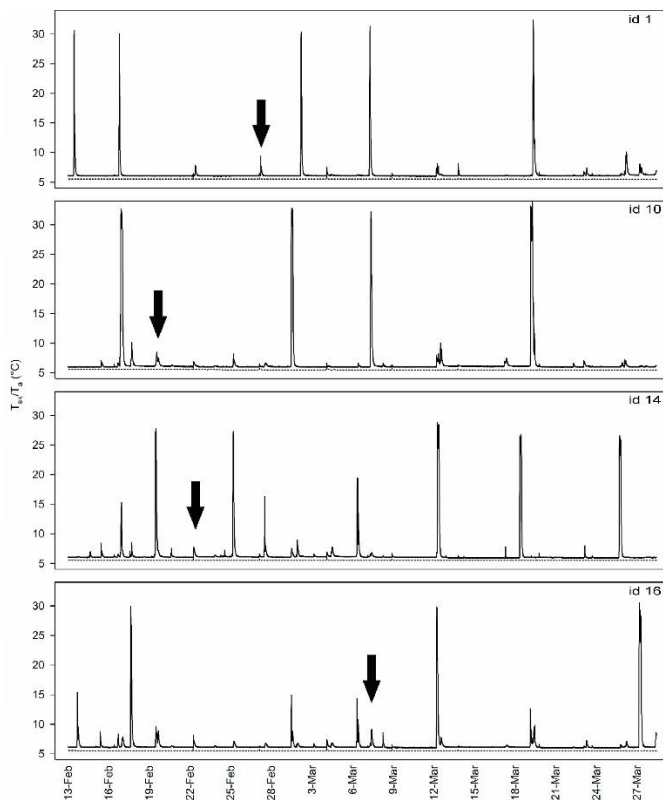 id 1
30
25
20
15
10
5
id 10
30
25
20
15
10
5
Tsk/Ta (°C)
id 14
30
25
20
15
10
5
id 16
30
25
20
15
10
5
13-Feb
16-Feb
19-Feb
22-Feb
25-Feb
28-Feb
3-Mar
6-Mar
9-Mar
12-Mar
15-Mar
18-Mar
21-Mar
24-Mar
27-Mar